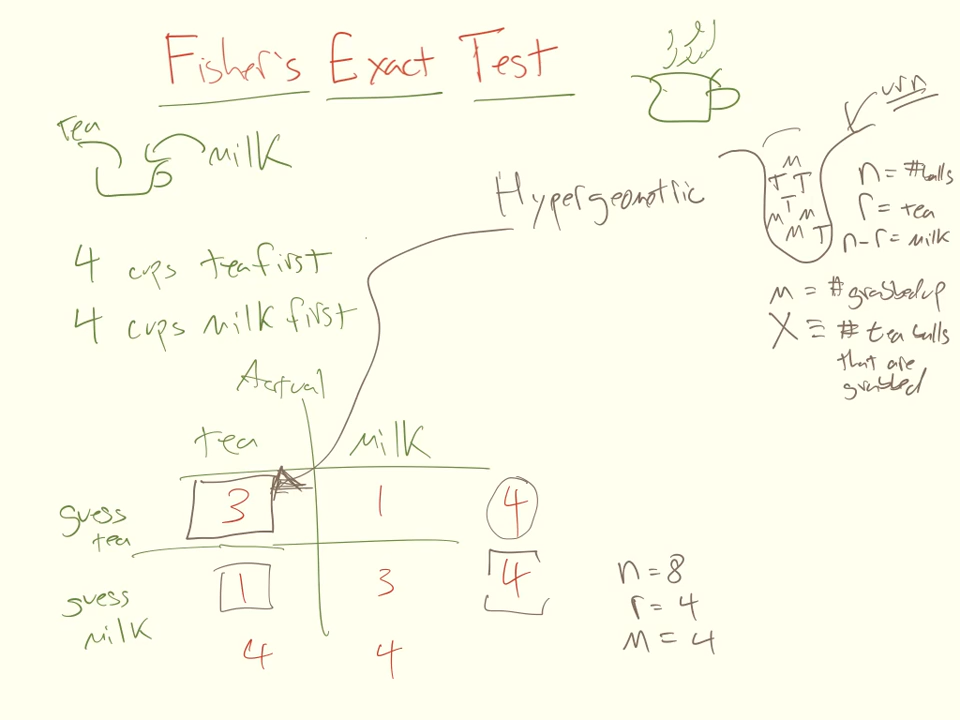 Fisher's Exact Test
tea
milk
4 cups tea first
4 cups milk first
Hypergeometric
urn
M
T T
T
M M
M T
n = # balls
r = tea
n-r = milk
m = # grabbed up
X ≡ # tea balls
that are
grabbed
Actual
tea milk
guess tea 3 1 4
guess milk 1 3 4
4 4
n = 8
r = 4
m = 4